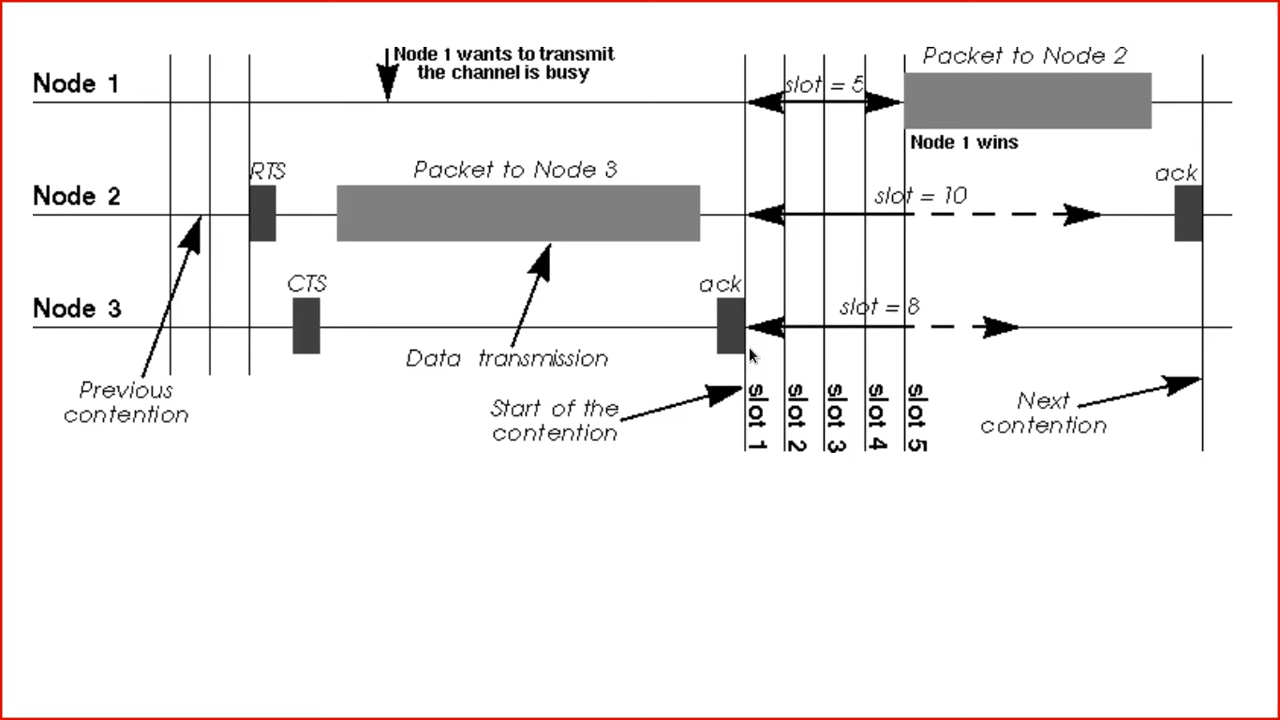 Node 1 wants to transmit
the channel is busy
Packet to Node 2
Node 1
slot = 5
Node 1 wins
RTS
Packet to Node 3
ack
Node 2
slot = 10
CTS
ack
Node 3
slot = 8
Data transmission
Previous
contention
Start of the
contention
slot 1
slot 2
slot 3
slot 4
slot 5
Next
contention